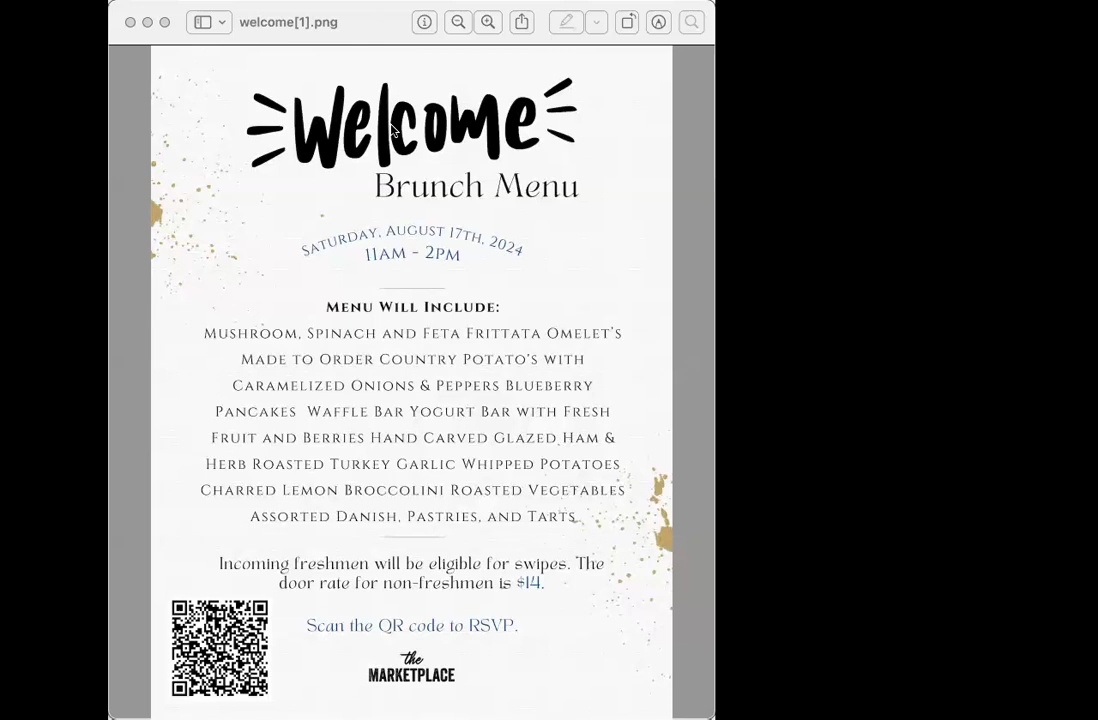 welcome[1].png
Welcome
Brunch Menu
Saturday, August 17th, 2024
11AM - 2PM
Menu Will Include:
Mushroom, Spinach and Feta Frittata Omelet's
Made to Order Country Potato's with
Caramelized Onions & Peppers Blueberry
Pancakes Waffle Bar Yogurt Bar with Fresh
Fruit and Berries Hand Carved Glazed Ham &
Herb Roasted Turkey Garlic Whipped Potatoes
Charred Lemon Broccolini Roasted Vegetables
Assorted Danish, Pastries, and Tarts
Incoming freshmen will be eligible for swipes. The
door rate for non-freshmen is $14.
Scan the QR code to RSVP.
the
MARKETPLACE